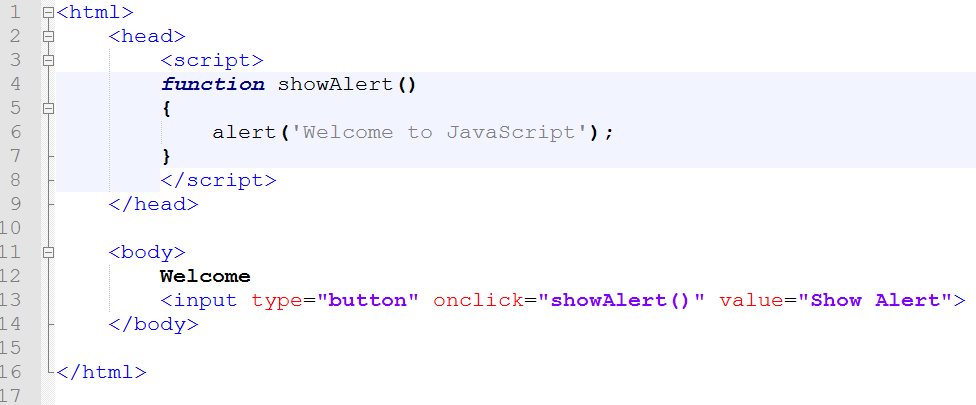 1 <html>
2 <head>
3 <script>
4 function showAlert()
5 {
6 alert('Welcome to JavaScript');
7 }
8 </script>
9 </head>
10
11 <body>
12 Welcome
13 <input type="button" onclick="showAlert()" value="Show Alert">
14 </body>
15
16 </html>
17